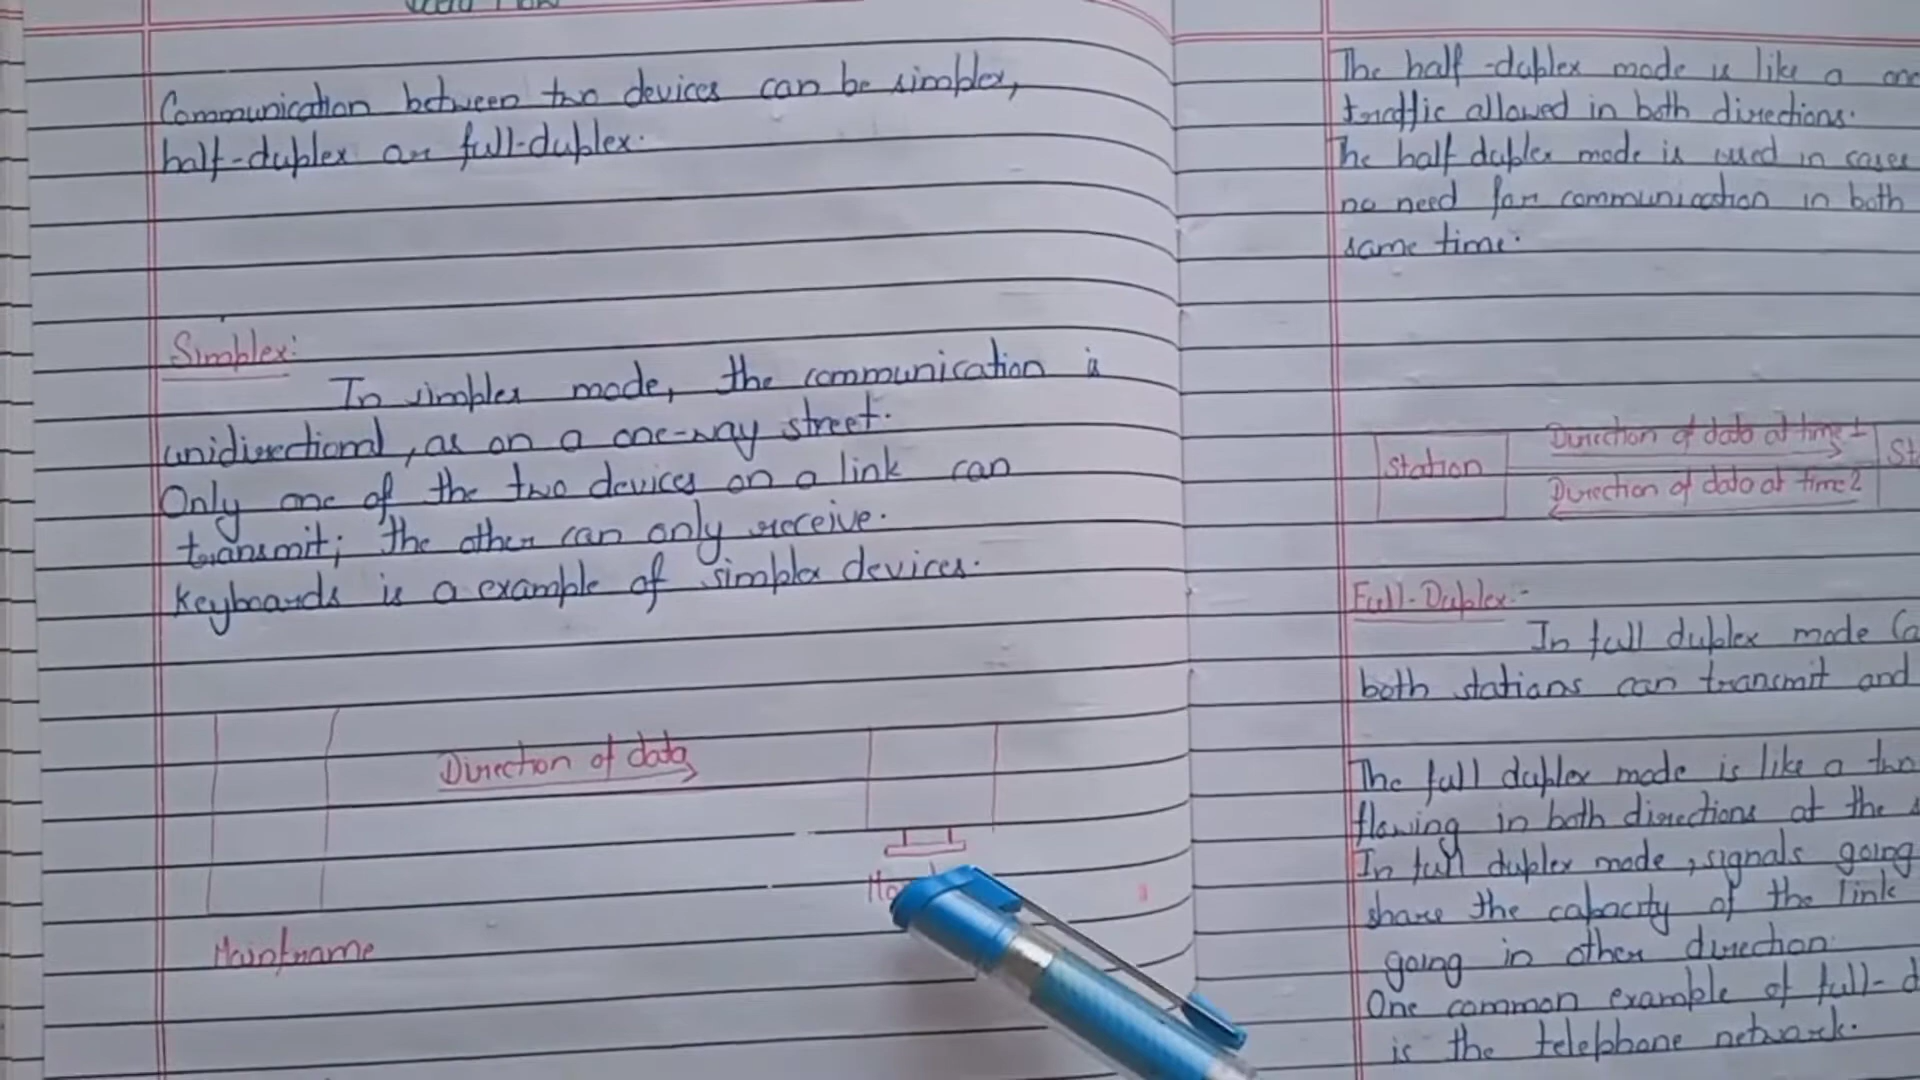 Communication between two devices can be simplex,
half-duplex or full-duplex.
Simplex:
In simplex mode, the communication is
unidirectional, as on a one-way street.
Only one of the two devices on a link can
transmit; the other can only receive.
Keyboards is a example of simplex devices.
Direction of data
Mainframe
The half-duplex mode is like a one
traffic allowed in both directions.
The half duplex mode is used in cases
no need for communication in both
same time.
Station
Direction of data at time 1
Direction of data at time 2
Full-Duplex:-
In full duplex mode
both stations can transmit and
The full duplex mode is like a two
flowing in both directions at the
In full duplex mode, signals going
share the capacity of the link
going in other direction.
One common example of full-d
is the telephone network.